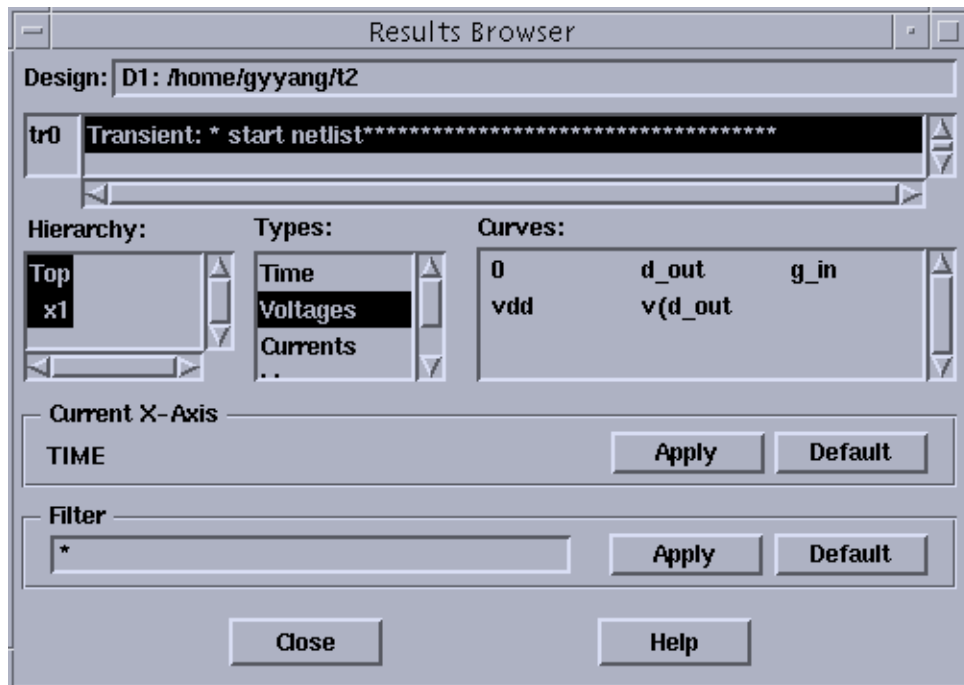 Results Browser
Design: D1: /home/gyyang/t2
tr0 Transient: * start netlist************************************
Hierarchy: Types: Curves:
Top Time 0 d_out g_in
x1 Voltages vdd v(d_out
Currents
Current X-Axis
TIME Apply Default
Filter
* Apply Default
Close Help